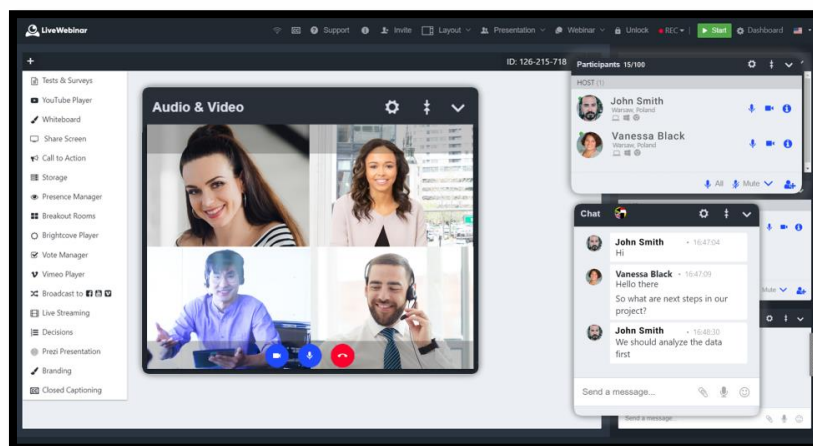 LiveWebinar
Support
Invite
Layout
Presentation
Webinar
Unlock
REC
Start
Dashboard
+
ID: 126-215-718
Tests & Surveys
YouTube Player
Whiteboard
Share Screen
Call to Action
Storage
Presence Manager
Breakout Rooms
Brightcove Player
Vote Manager
Vimeo Player
Broadcast to
Live Streaming
Decisions
Prezi Presentation
Branding
Closed Captioning
Audio & Video
Participants 15/100
HOST (1)
John Smith
Warsaw, Poland
Vanessa Black
Warsaw, Poland
All
Mute
Mute
Chat
John Smith • 16:47:04
Hi
Vanessa Black • 16:47:09
Hello there
So what are next steps in our
project?
John Smith • 16:48:30
We should analyze the data
first
Send a message...
Send a message...